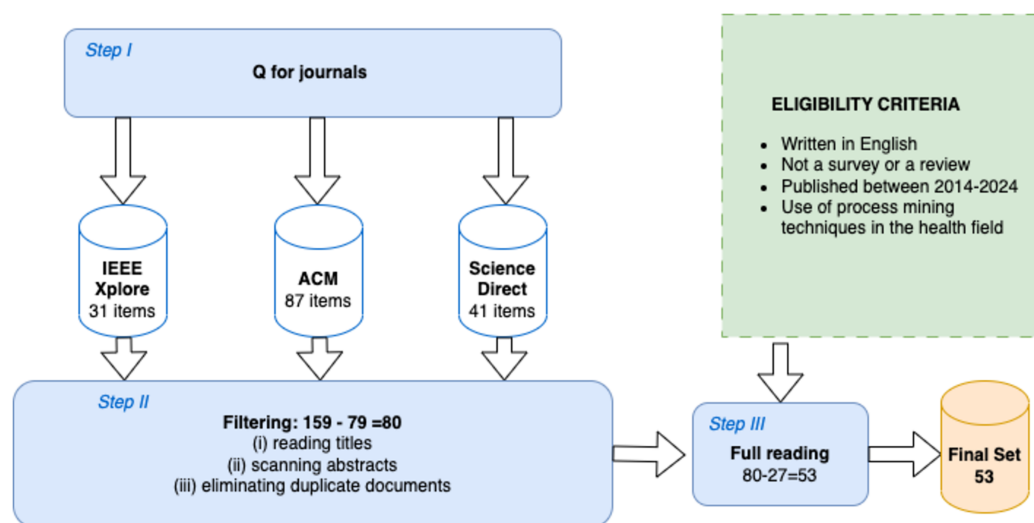 Step I
Q for journals
IEEE
Xplore
31 items
ACM
87 items
Science
Direct
41 items
Step II
Filtering: 159 - 79 =80
(i) reading titles
(ii) scanning abstracts
(iii) eliminating duplicate documents
ELIGIBILITY CRITERIA
• Written in English
• Not a survey or a review
• Published between 2014-2024
• Use of process mining
techniques in the health field
Step III
Full reading
80-27=53
Final Set
53